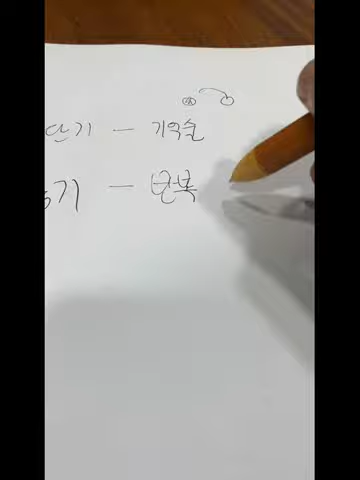 단기 — 기억술
기 — 반복